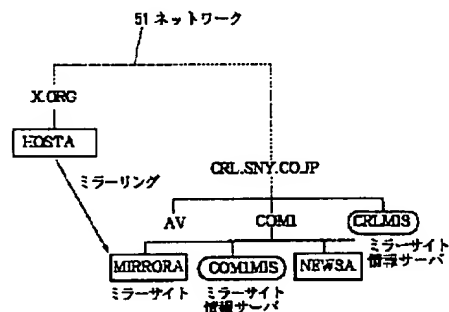 51 ネットワーク
X.ORG
HOSTA
ミラーリング
CRL.SNY.CO.JP
AV
COM1
CRLMIS
ミラーサイト
情報サーバ
MIRRORA
COM1MIS
NEWSA
ミラーサイト
ミラーサイト
情報サーバ